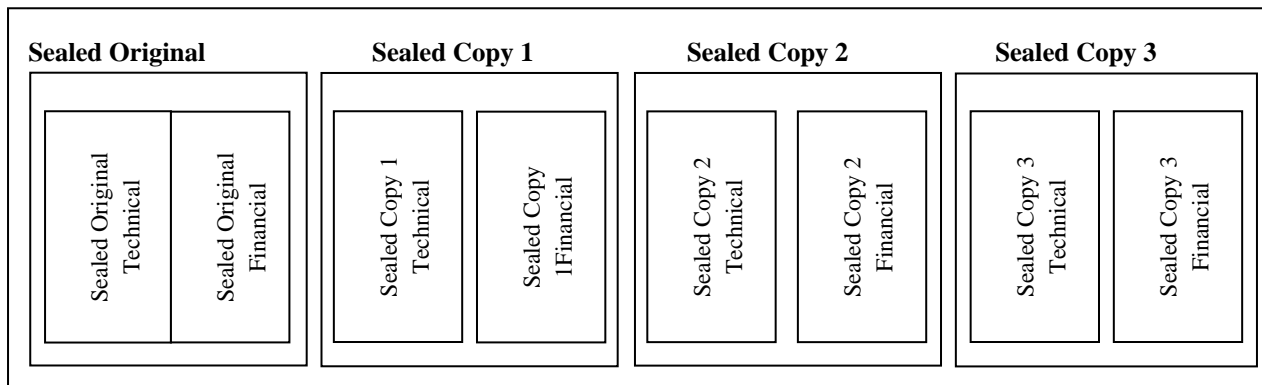 Sealed Original
Sealed Copy 1
Sealed Copy 2
Sealed Copy 3
Sealed Original
Technical
Sealed Original
Financial
Sealed Copy 1
Technical
Sealed Copy
1Financial
Sealed Copy 2
Technical
Sealed Copy 2
Financial
Sealed Copy 3
Technical
Sealed Copy 3
Financial